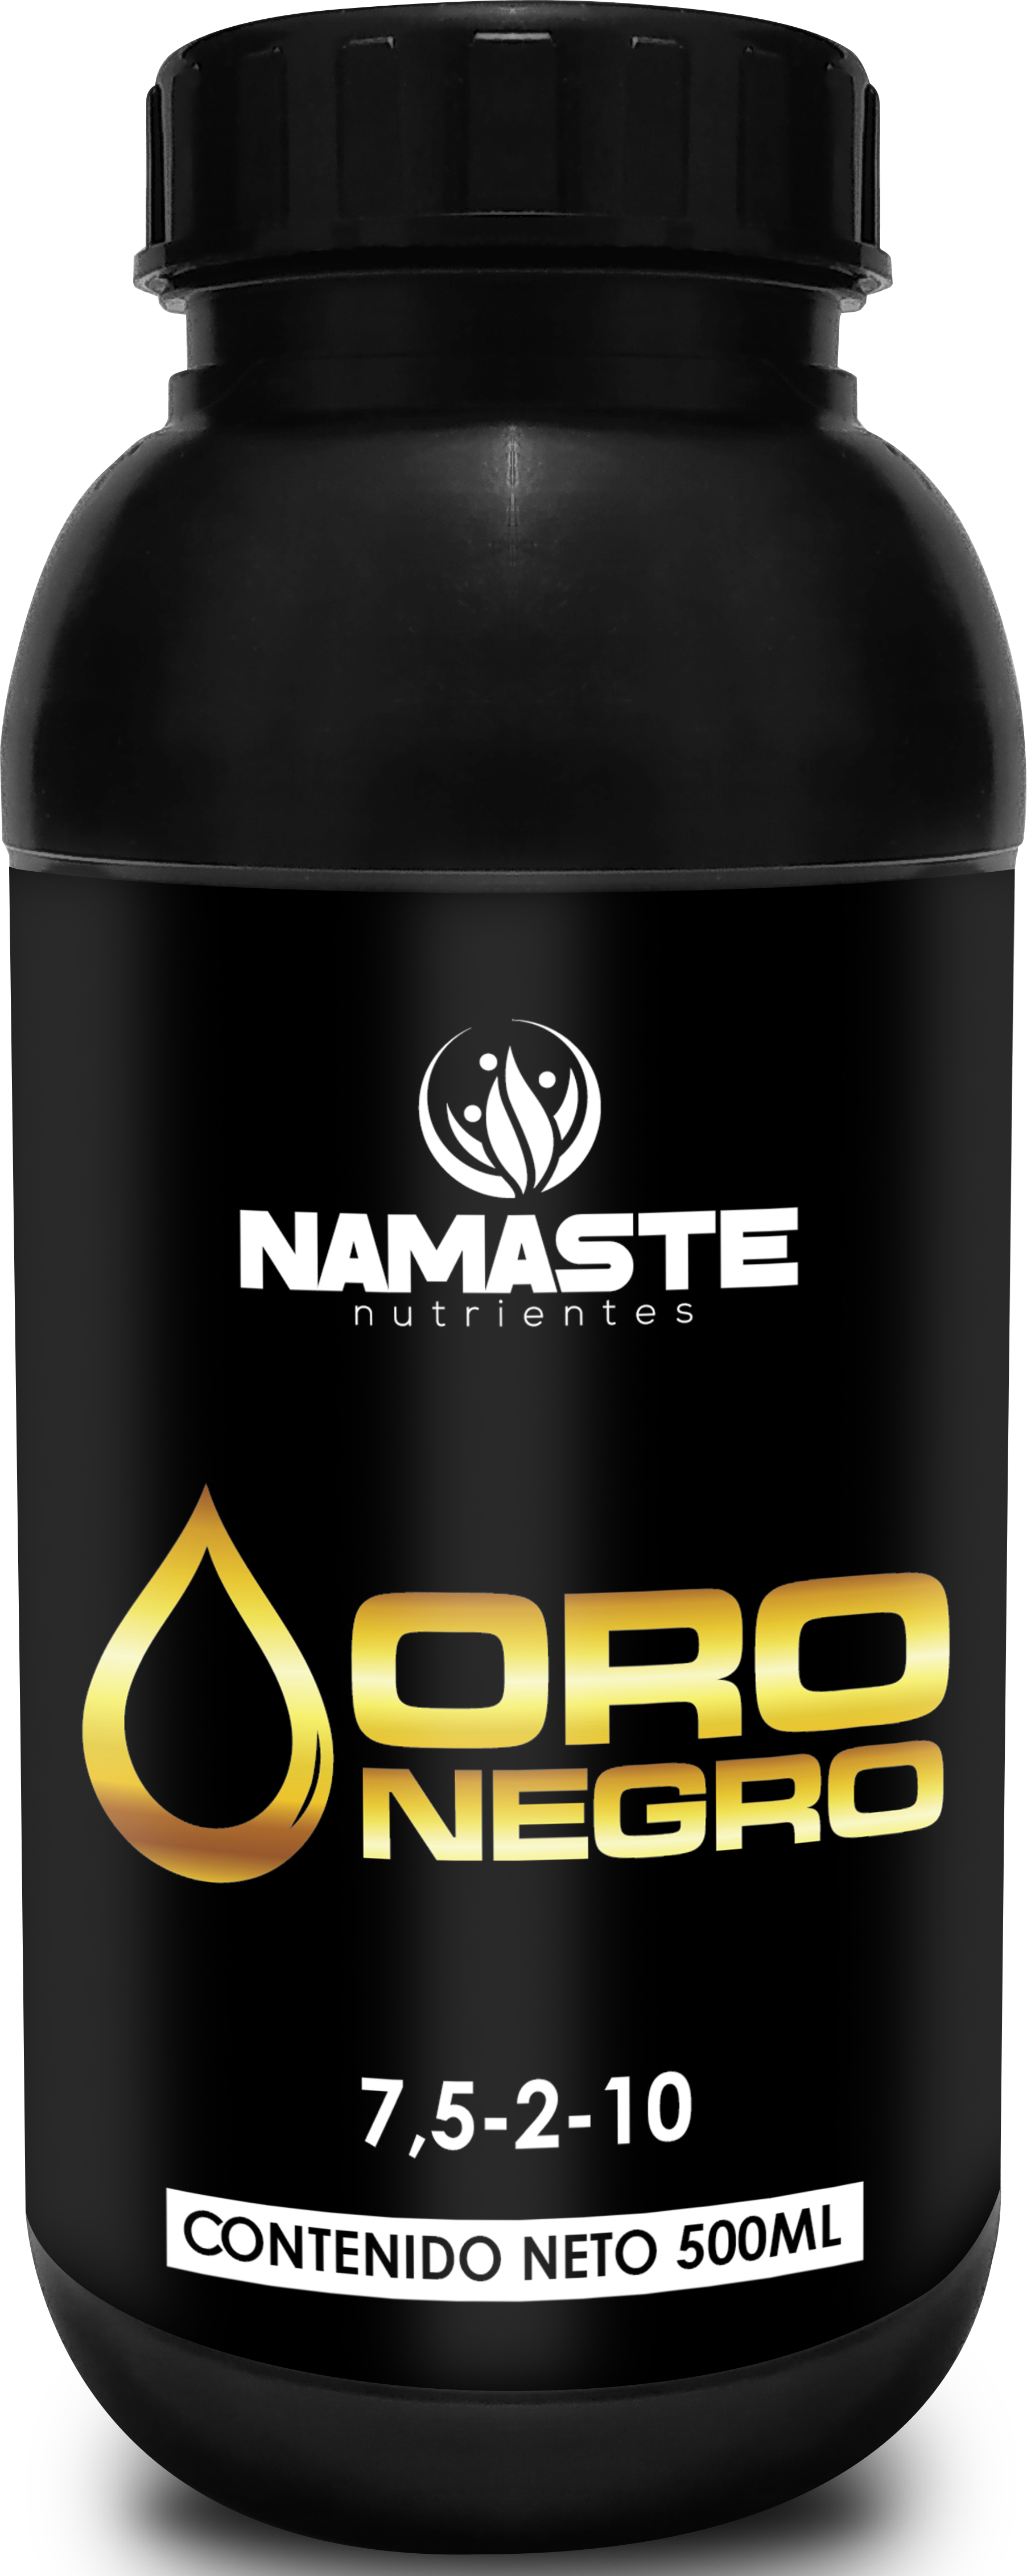 NAMASTE
nutrientes
ORO
NEGRO
7,5-2-10
CONTENIDO NETO 500ML